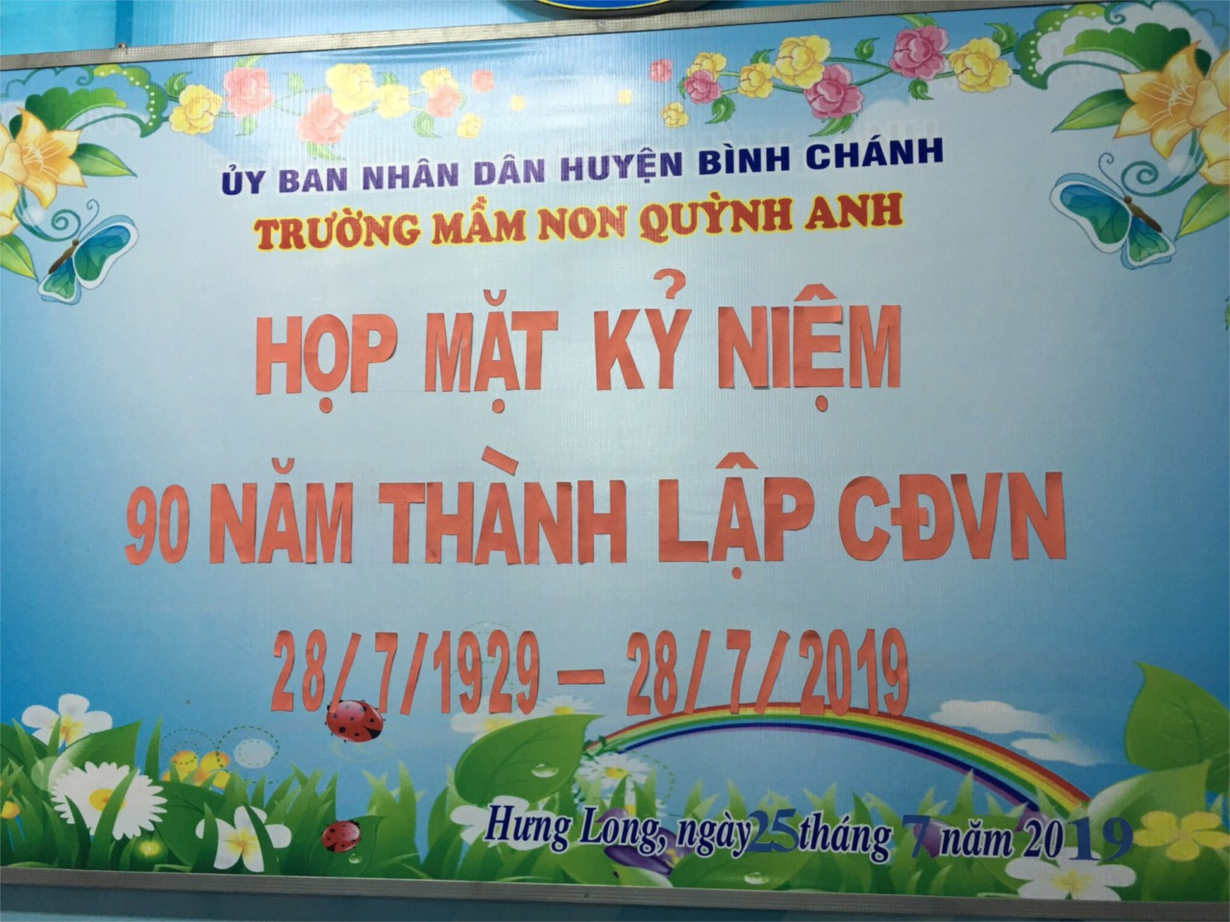 ỦY BAN NHÂN DÂN HUYỆN BÌNH CHÁNH
TRƯỜNG MẦM NON QUỲNH ANH
HỌP MẶT KỶ NIỆM
90 NĂM THÀNH LẬP CĐVN
28/7/1929 – 28/7/2019
Hưng Long, ngày 25 tháng 7 năm 2019